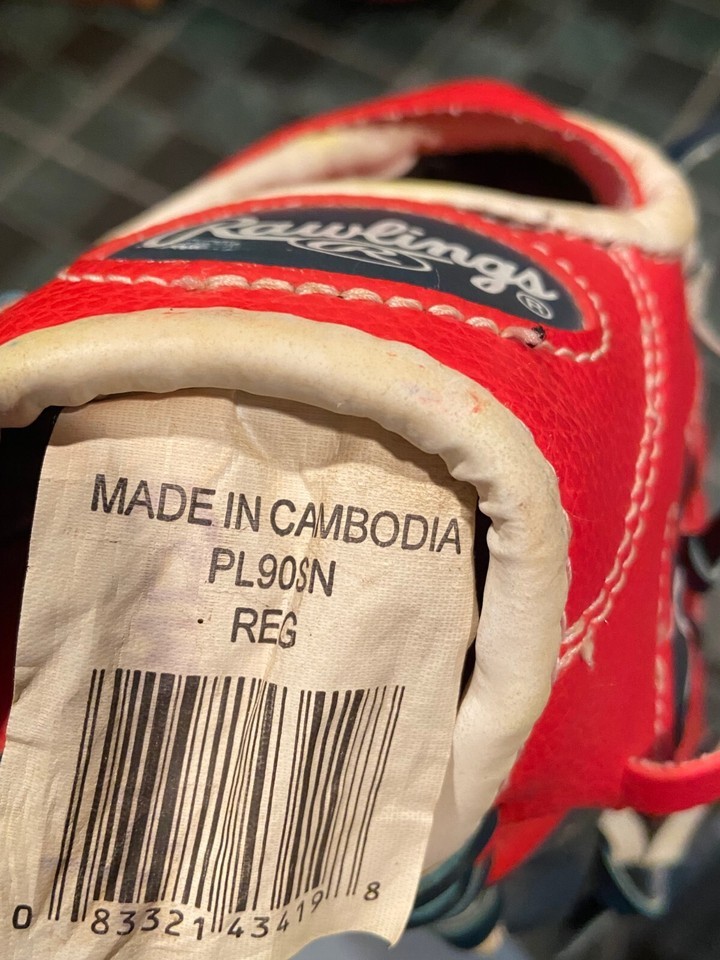 Rawlings®
R
MADE IN CAMBODIA
PL90SN
REG
0 83321 43419 8